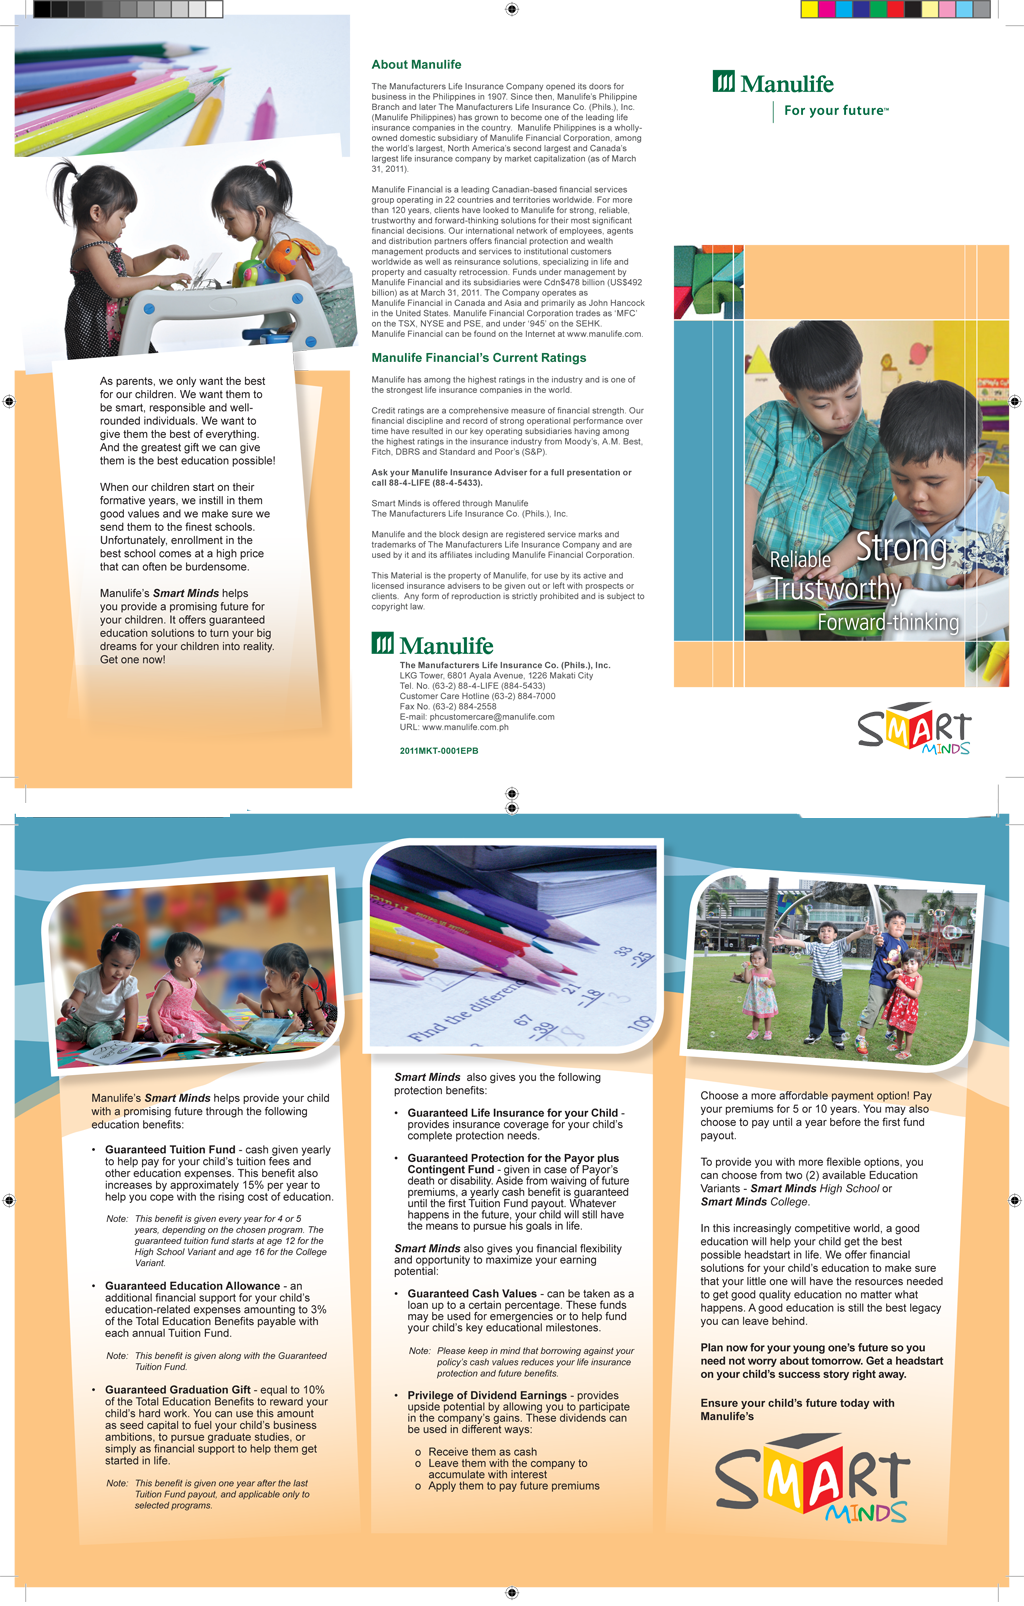 As parents, we only want the best
for our children. We want them to
be smart, responsible and well-
rounded individuals. We want to
give them the best of everything.
And the greatest gift we can give
them is the best education possible!
When our children start on their
formative years, we instill in them
good values and we make sure we
send them to the finest schools.
Unfortunately, enrollment in the
best school comes at a high price
that can often be burdensome.
Manulife's Smart Minds helps
you provide a promising future for
your children. It offers guaranteed
education solutions to turn your big
dreams for your children into reality.
Get one now!
About Manulife
The Manufacturers Life Insurance Company opened its doors for
business in the Philippines in 1907. Since then, Manulife's Philippine
Branch and later The Manufacturers Life Insurance Co. (Phils.), Inc.
(Manulife Philippines) has grown to become one of the leading life
insurance companies in the country. Manulife Philippines is a wholly-
owned domestic subsidiary of Manulife Financial Corporation, among
the world's largest, North America's second largest and Canada's
largest life insurance company by market capitalization (as of March
31, 2011).
Manulife Financial is a leading Canadian-based financial services
group operating in 22 countries and territories worldwide. For more
than 120 years, clients have looked to Manulife for strong, reliable,
trustworthy and forward-thinking solutions for their most significant
financial decisions. Our international network of employees, agents
and distribution partners offers financial protection and wealth
management products and services to institutional customers
worldwide as well as reinsurance solutions, specializing in life and
property and casualty retrocession. Funds under management by
Manulife Financial and its subsidiaries were Cdn$478 billion (US$492
billion) as at March 31, 2011. The Company operates as
Manulife Financial in Canada and Asia and primarily as John Hancock
in the United States. Manulife Financial Corporation trades as 'MFC'
on the TSX, NYSE and PSE, and under '945' on the SEHK.
Manulife Financial can be found on the Internet at www.manulife.com.
Manulife Financial's Current Ratings
Manulife has among the highest ratings in the industry and is one of
the strongest life insurance companies in the world.
Credit ratings are a comprehensive measure of financial strength. Our
financial discipline and record of strong operational performance over
time have resulted in our key operating subsidiaries having among
the highest ratings in the insurance industry from Moody's, A.M. Best,
Fitch, DBRS and Standard and Poor's (S&P).
Ask your Manulife Insurance Adviser for a full presentation or
call 88-4-LIFE (88-4-5433).
Smart Minds is offered through Manulife
The Manufacturers Life Insurance Co. (Phils.), Inc.
Manulife and the block design are registered service marks and
trademarks of The Manufacturers Life Insurance Company and are
used by it and its affiliates including Manulife Financial Corporation.
This Material is the property of Manulife, for use by its active and
licensed insurance advisers to be given out or left with prospects or
clients. Any form of reproduction is strictly prohibited and is subject to
copyright law.
Manulife
The Manufacturers Life Insurance Co. (Phils.), Inc.
LKG Tower, 6801 Ayala Avenue, 1226 Makati City
Tel. No. (63-2) 88-4-LIFE (884-5433)
Customer Care Hotline (63-2) 884-7000
Fax No. (63-2) 884-2558
E-mail: phcustomercare@manulife.com
URL: www.manulife.com.ph
2011MKT-0001EPB
Manulife
For your future™
Reliable Strong
Trustworthy
Forward-thinking
SMART
MINDS
Manulife's Smart Minds helps provide your child
with a promising future through the following
education benefits:
• Guaranteed Tuition Fund - cash given yearly
to help pay for your child's tuition fees and
other education expenses. This benefit also
increases by approximately 15% per year to
help you cope with the rising cost of education.
Note: This benefit is given every year for 4 or 5
years, depending on the chosen program. The
guaranteed tuition fund starts at age 12 for the
High School Variant and age 16 for the College
Variant.
• Guaranteed Education Allowance - an
additional financial support for your child's
education-related expenses amounting to 3%
of the Total Education Benefits payable with
each annual Tuition Fund.
Note: This benefit is given along with the Guaranteed
Tuition Fund.
• Guaranteed Graduation Gift - equal to 10%
of the Total Education Benefits to reward your
child's hard work. You can use this amount
as seed capital to fuel your child's business
ambitions, to pursue graduate studies, or
simply as financial support to help them get
started in life.
Note: This benefit is given one year after the last
Tuition Fund payout, and applicable only to
selected programs.
Find the differen
33
-25
21
-18
67
-39
109
Smart Minds also gives you the following
protection benefits:
• Guaranteed Life Insurance for your Child -
provides insurance coverage for your child's
complete protection needs.
• Guaranteed Protection for the Payor plus
Contingent Fund - given in case of Payor's
death or disability. Aside from waiving of future
premiums, a yearly cash benefit is guaranteed
until the first Tuition Fund payout. Whatever
happens in the future, your child will still have
the means to pursue his goals in life.
Smart Minds also gives you financial flexibility
and opportunity to maximize your earning
potential:
• Guaranteed Cash Values - can be taken as a
loan up to a certain percentage. These funds
may be used for emergencies or to help fund
your child's key educational milestones.
Note: Please keep in mind that borrowing against your
policy's cash values reduces your life insurance
protection and future benefits.
• Privilege of Dividend Earnings - provides
upside potential by allowing you to participate
in the company's gains. These dividends can
be used in different ways:
o Receive them as cash
o Leave them with the company to
accumulate with interest
o Apply them to pay future premiums
Choose a more affordable payment option! Pay
your premiums for 5 or 10 years. You may also
choose to pay until a year before the first fund
payout.
To provide you with more flexible options, you
can choose from two (2) available Education
Variants - Smart Minds High School or
Smart Minds College.
In this increasingly competitive world, a good
education will help your child get the best
possible headstart in life. We offer financial
solutions for your child's education to make sure
that your little one will have the resources needed
to get good quality education no matter what
happens. A good education is still the best legacy
you can leave behind.
Plan now for your young one's future so you
need not worry about tomorrow. Get a headstart
on your child's success story right away.
Ensure your child's future today with
Manulife's
SMART
MINDS